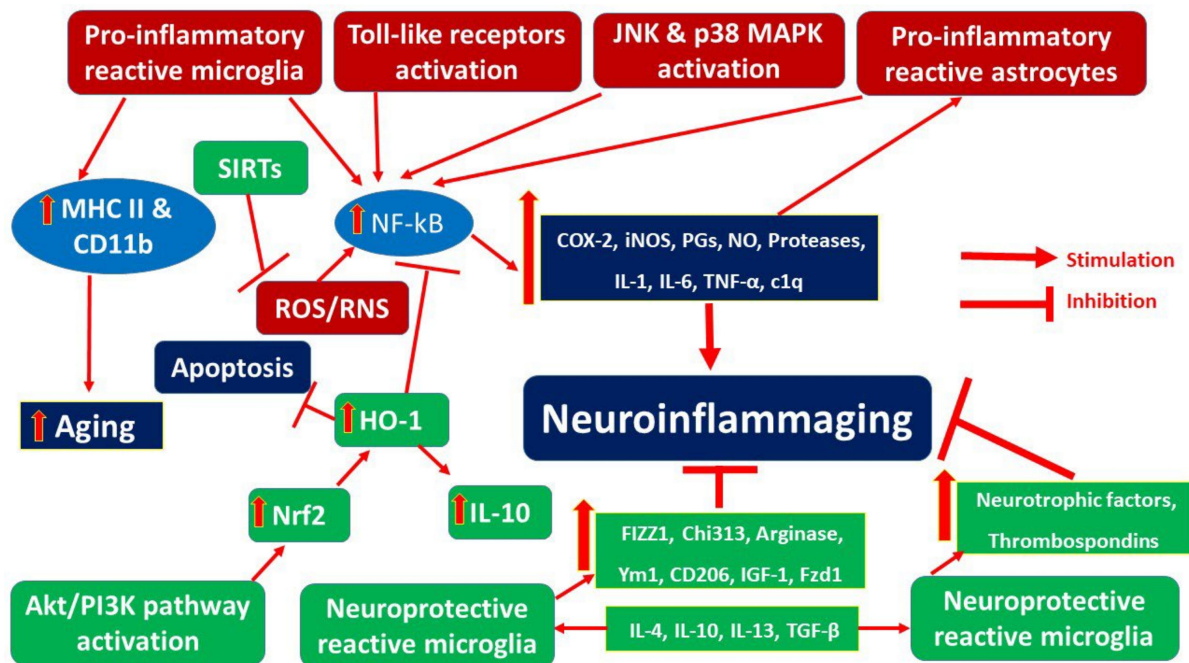 Pro-inflammatory
reactive microglia
Toll-like receptors
activation
JNK & p38 MAPK
activation
Pro-inflammatory
reactive astrocytes
SIRTs
MHC II &
CD11b
NF-kB
COX-2, iNOS, PGs, NO, Proteases,
IL-1, IL-6, TNF-α, c1q
Stimulation
Inhibition
ROS/RNS
Apoptosis
Aging
HO-1
Neuroinflammaging
Nrf2
IL-10
FIZZ1, Chi313, Arginase,
Ym1, CD206, IGF-1, Fzd1
Neurotrophic factors,
Thrombospondins
Akt/PI3K pathway
activation
Neuroprotective
reactive microglia
IL-4, IL-10, IL-13, TGF-β
Neuroprotective
reactive microglia